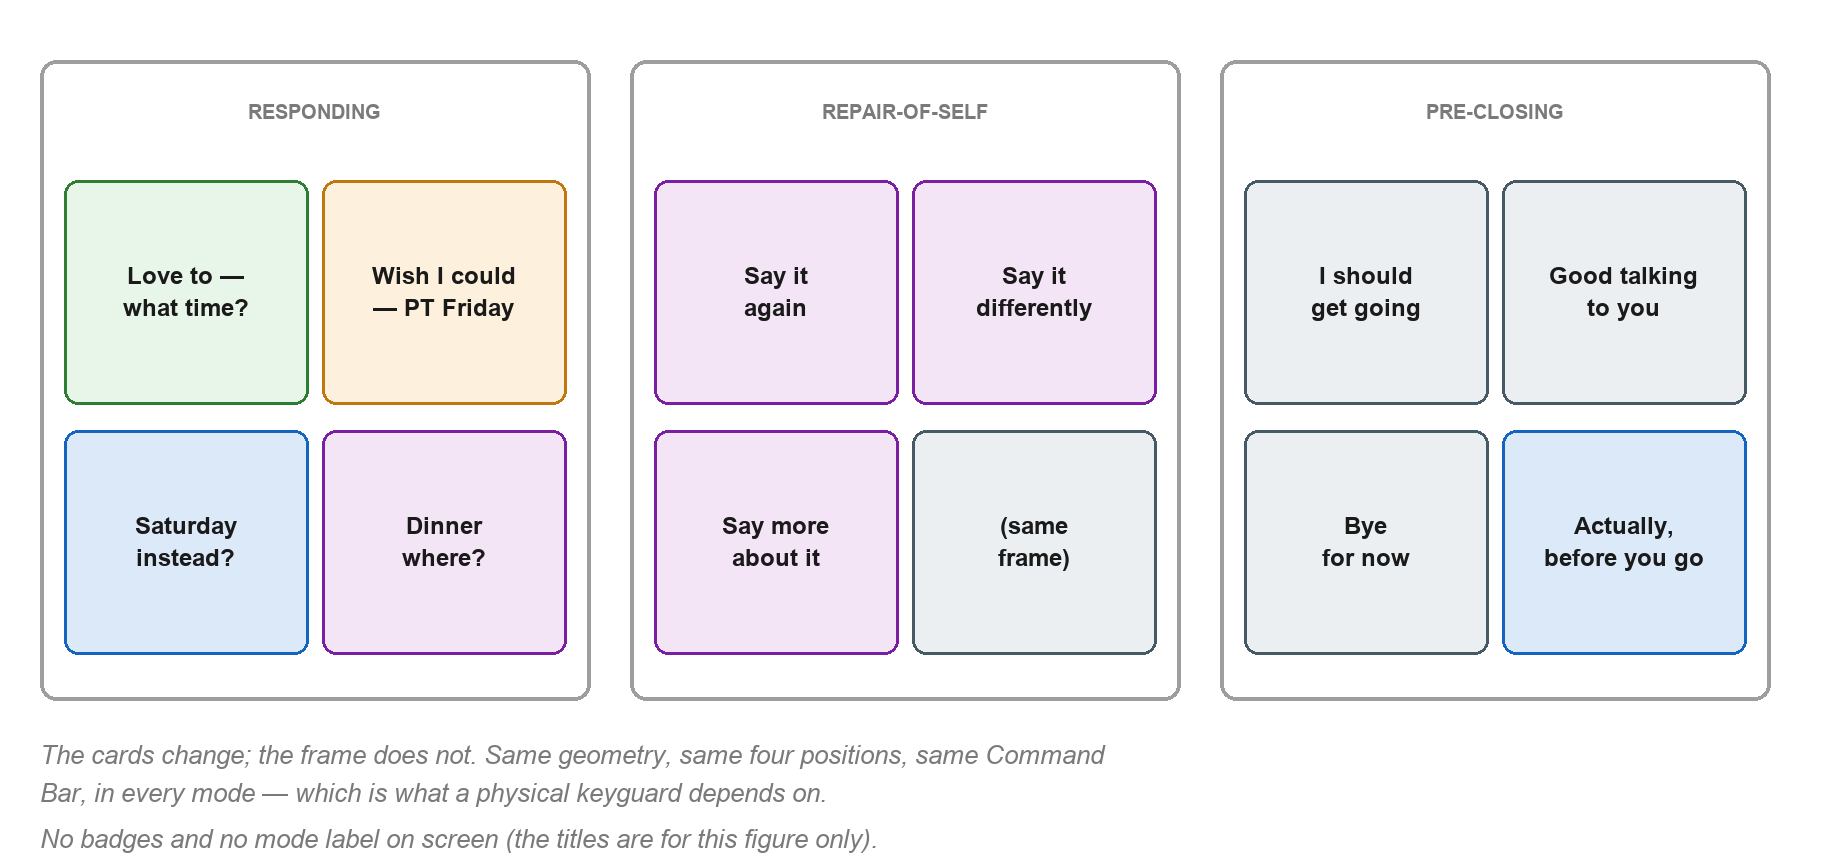 RESPONDING
Love to —
what time?
Wish I could
— PT Friday
Saturday
instead?
Dinner
where?
REPAIR-OF-SELF
Say it
again
Say it
differently
Say more
about it
(same
frame)
PRE-CLOSING
I should
get going
Good talking
to you
Bye
for now
Actually,
before you go
The cards change; the frame does not. Same geometry, same four positions, same Command
Bar, in every mode — which is what a physical keyguard depends on.
No badges and no mode label on screen (the titles are for this figure only).